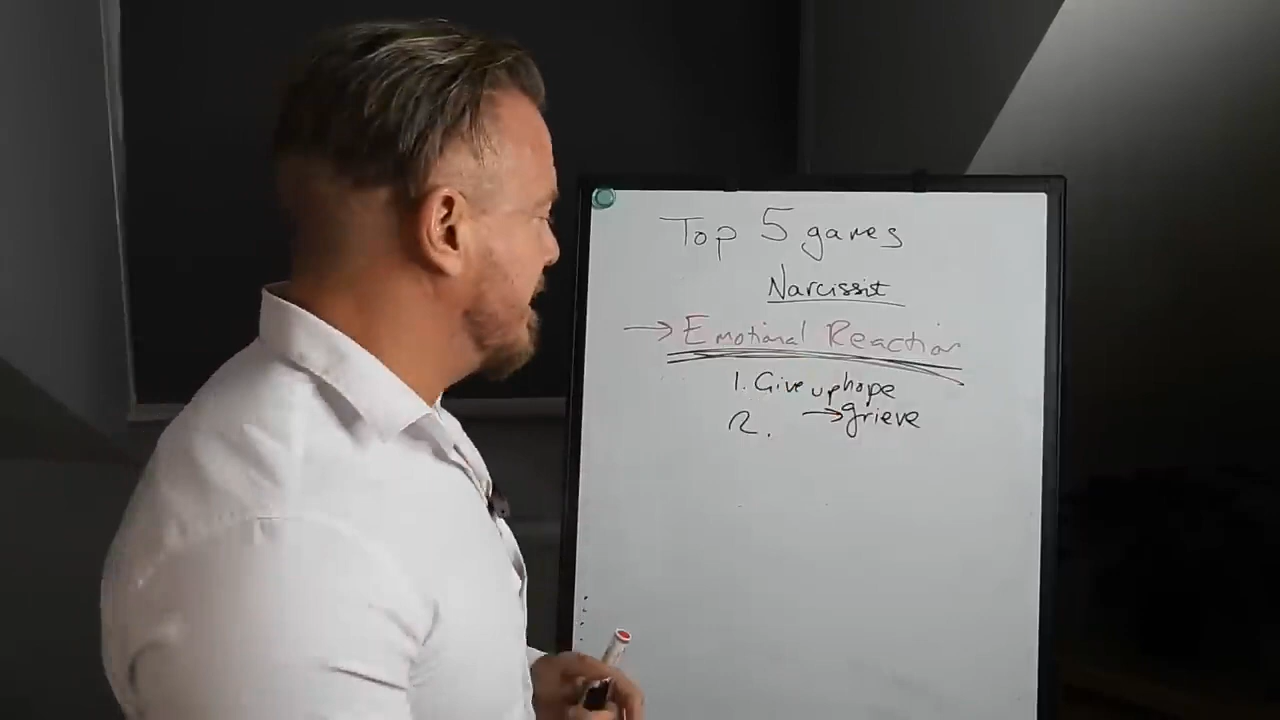 Top 5 games
Narcissist
→ Emotional Reaction
1. Give up hope
2. → grieve